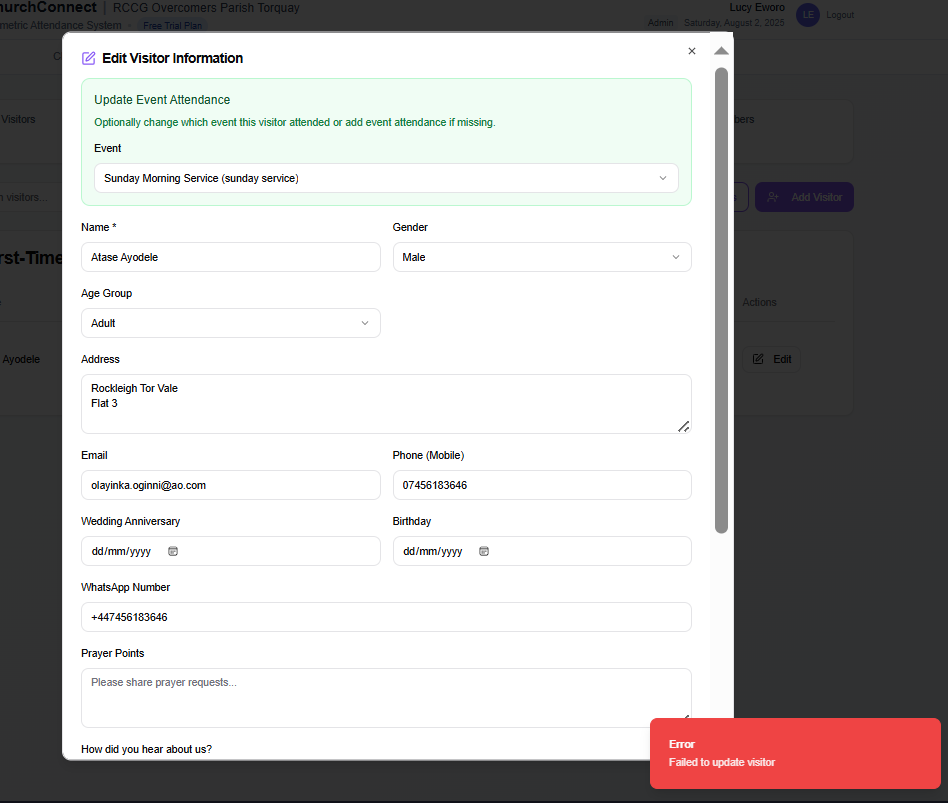 hurchConnect | RCCG Overcomers Parish Torquay
Lucy Eworo
LE
Logout
metric Attendance System · Free Trial Plan
Admin Saturday, August 2, 2025
Edit Visitor Information
×
Update Event Attendance
Visitors
bers
Optionally change which event this visitor attended or add event attendance if missing.
Event
Sunday Morning Service (sunday service)
visitors...
Add Visitor
Name *
Gender
Atase Ayodele
Male
rst-Time
Age Group
Actions
Adult
Address
Ayodele
Edit
Rockleigh Tor Vale
Flat 3
Email
Phone (Mobile)
olayinka.oginni@ao.com
07456183646
Wedding Anniversary
Birthday
dd/mm/yyyy
dd/mm/yyyy
WhatsApp Number
+447456183646
Prayer Points
Please share prayer requests...
How did you hear about us?
Error
Failed to update visitor